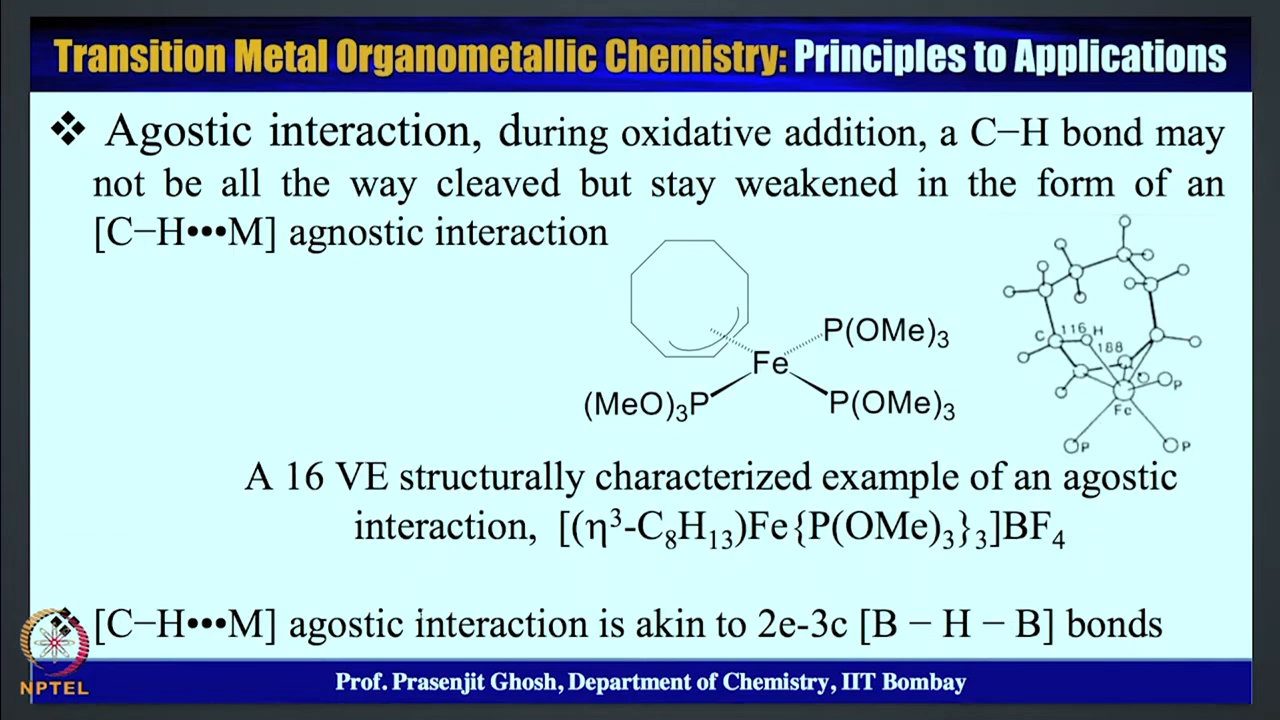 Transition Metal Organometallic Chemistry: Principles to Applications
❖ Agostic interaction, during oxidative addition, a C−H bond may
not be all the way cleaved but stay weakened in the form of an
[C−H•••M] agnostic interaction
P(OMe)₃
Fe
(MeO)₃P
P(OMe)₃
C 116 H
188
P
Fe
P
P
A 16 VE structurally characterized example of an agostic
interaction, [(η³-C₈H₁₃)Fe{P(OMe)₃}₃]BF₄
❖ [C−H•••M] agostic interaction is akin to 2e-3c [B − H − B] bonds
NPTEL
Prof. Prasenjit Ghosh, Department of Chemistry, IIT Bombay